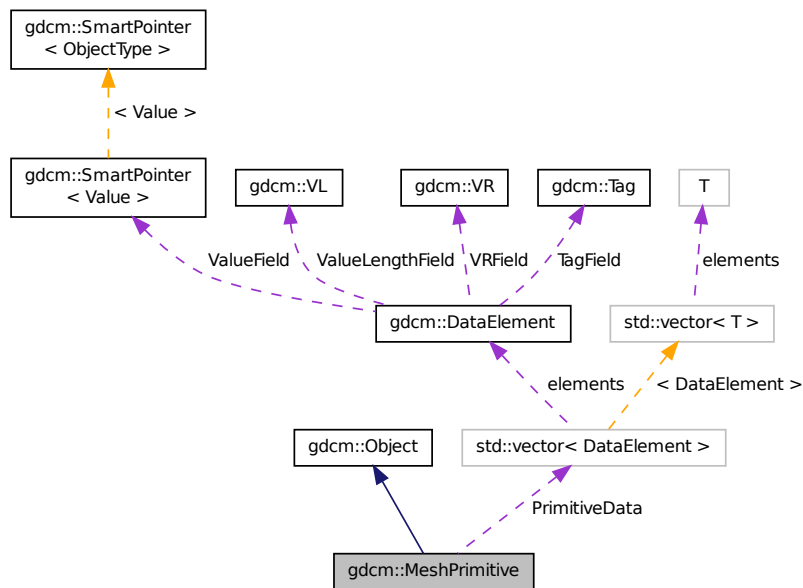 gdcm::SmartPointer
< ObjectType >
< Value >
gdcm::SmartPointer
< Value >
gdcm::VL
gdcm::VR
gdcm::Tag
T
ValueField
ValueLengthField
VRField
TagField
elements
gdcm::DataElement
std::vector< T >
elements
< DataElement >
gdcm::Object
std::vector< DataElement >
PrimitiveData
gdcm::MeshPrimitive